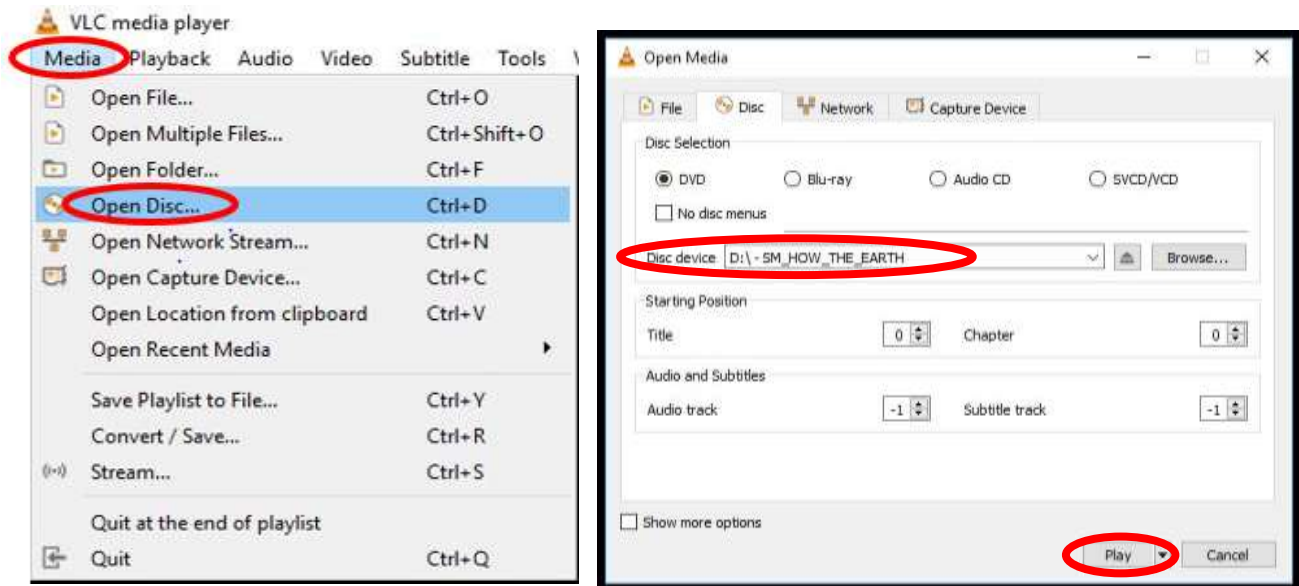 VLC media player
Media Playback Audio Video Subtitle Tools
Open File... Ctrl+O
Open Multiple Files... Ctrl+Shift+O
Open Folder... Ctrl+F
Open Disc... Ctrl+D
Open Network Stream... Ctrl+N
Open Capture Device... Ctrl+C
Open Location from clipboard Ctrl+V
Open Recent Media
Save Playlist to File... Ctrl+Y
Convert / Save... Ctrl+R
Stream... Ctrl+S
Quit at the end of playlist
Quit Ctrl+Q
Open Media
File Disc Network Capture Device
Disc Selection
DVD Blu-ray Audio CD SVCD/VCD
No disc menus
Disc device D:\ - SM_HOW_THE_EARTH Browse...
Starting Position
Title 0 Chapter 0
Audio and Subtitles
Audio track -1 Subtitle track -1
Show more options
Play Cancel